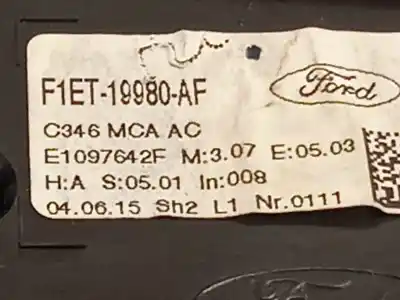 F1ET-19980-AF
Ford
C346 MCA AC
E1097642F M:3.07 E:05.03
H:A S:05.01 In:008
04.06.15 Sh2 L1 Nr.0111
Ford